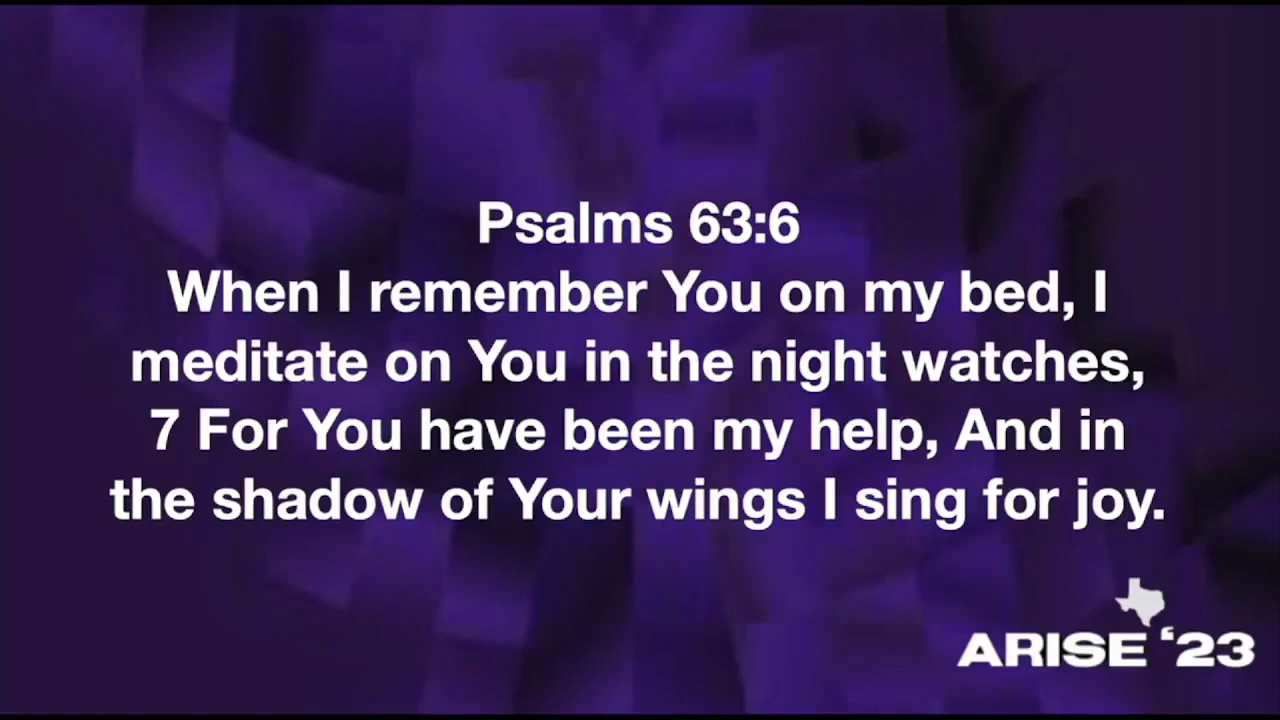 Psalms 63:6
When I remember You on my bed, I
meditate on You in the night watches,
7 For You have been my help, And in
the shadow of Your wings I sing for joy.
ARISE ‘23